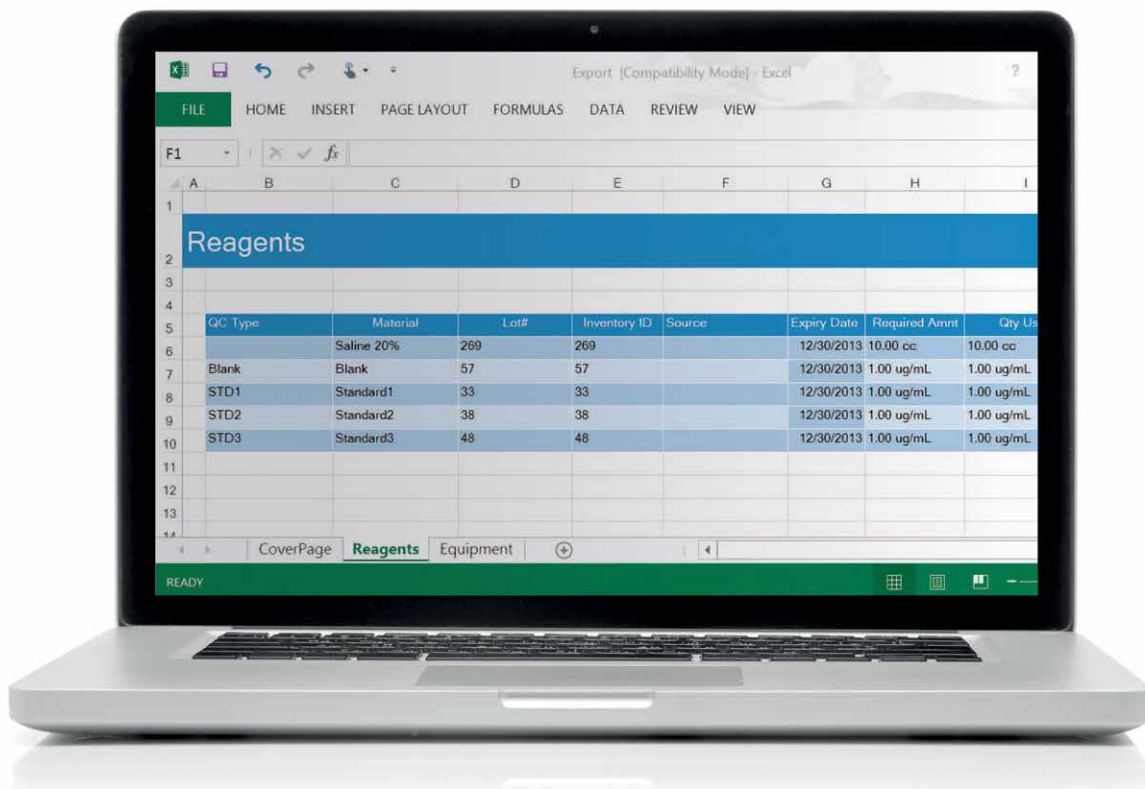 Export [Compatibility Mode] - Excel ?
FILE HOME INSERT PAGE LAYOUT FORMULAS DATA REVIEW VIEW
F1 fx
A B C D E F G H I
1
2 Reagents
3
4
5 QC Type Material Lot# Inventory ID Source Expiry Date Required Amnt Qty Us
6 Saline 20% 269 269 12/30/2013 10.00 cc 10.00 cc
7 Blank Blank 57 57 12/30/2013 1.00 ug/mL 1.00 ug/mL
8 STD1 Standard1 33 33 12/30/2013 1.00 ug/mL 1.00 ug/mL
9 STD2 Standard2 38 38 12/30/2013 1.00 ug/mL 1.00 ug/mL
10 STD3 Standard3 48 48 12/30/2013 1.00 ug/mL 1.00 ug/mL
11
12
13
14
CoverPage Reagents Equipment
READY